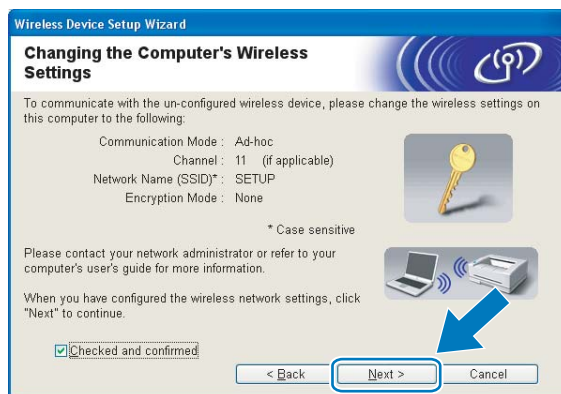 Wireless Device Setup Wizard
Changing the Computer's Wireless
Settings
To communicate with the un-configured wireless device, please change the wireless settings on
this computer to the following:
Communication Mode : Ad-hoc
Channel : 11 (if applicable)
Network Name (SSID)* : SETUP
Encryption Mode : None
* Case sensitive
Please contact your network administrator or refer to your
computer's user's guide for more information.
When you have configured the wireless network settings, click
"Next" to continue.
Checked and confirmed
< Back Next > Cancel